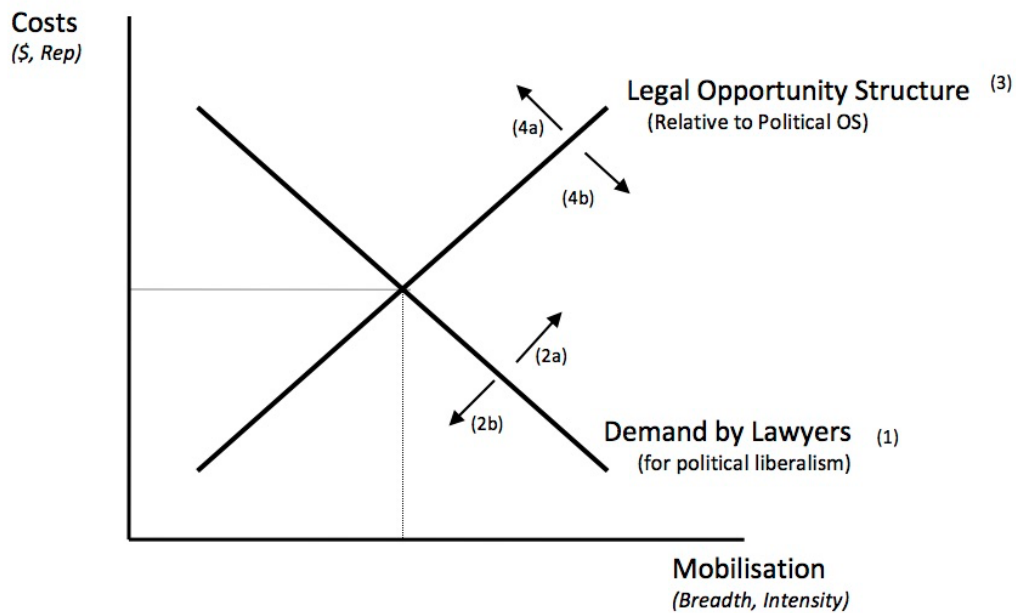 Costs
($, Rep)
Legal Opportunity Structure (3)
(Relative to Political OS)
(4a)
(4b)
(2a)
(2b)
Demand by Lawyers (1)
(for political liberalism)
Mobilisation
(Breadth, Intensity)